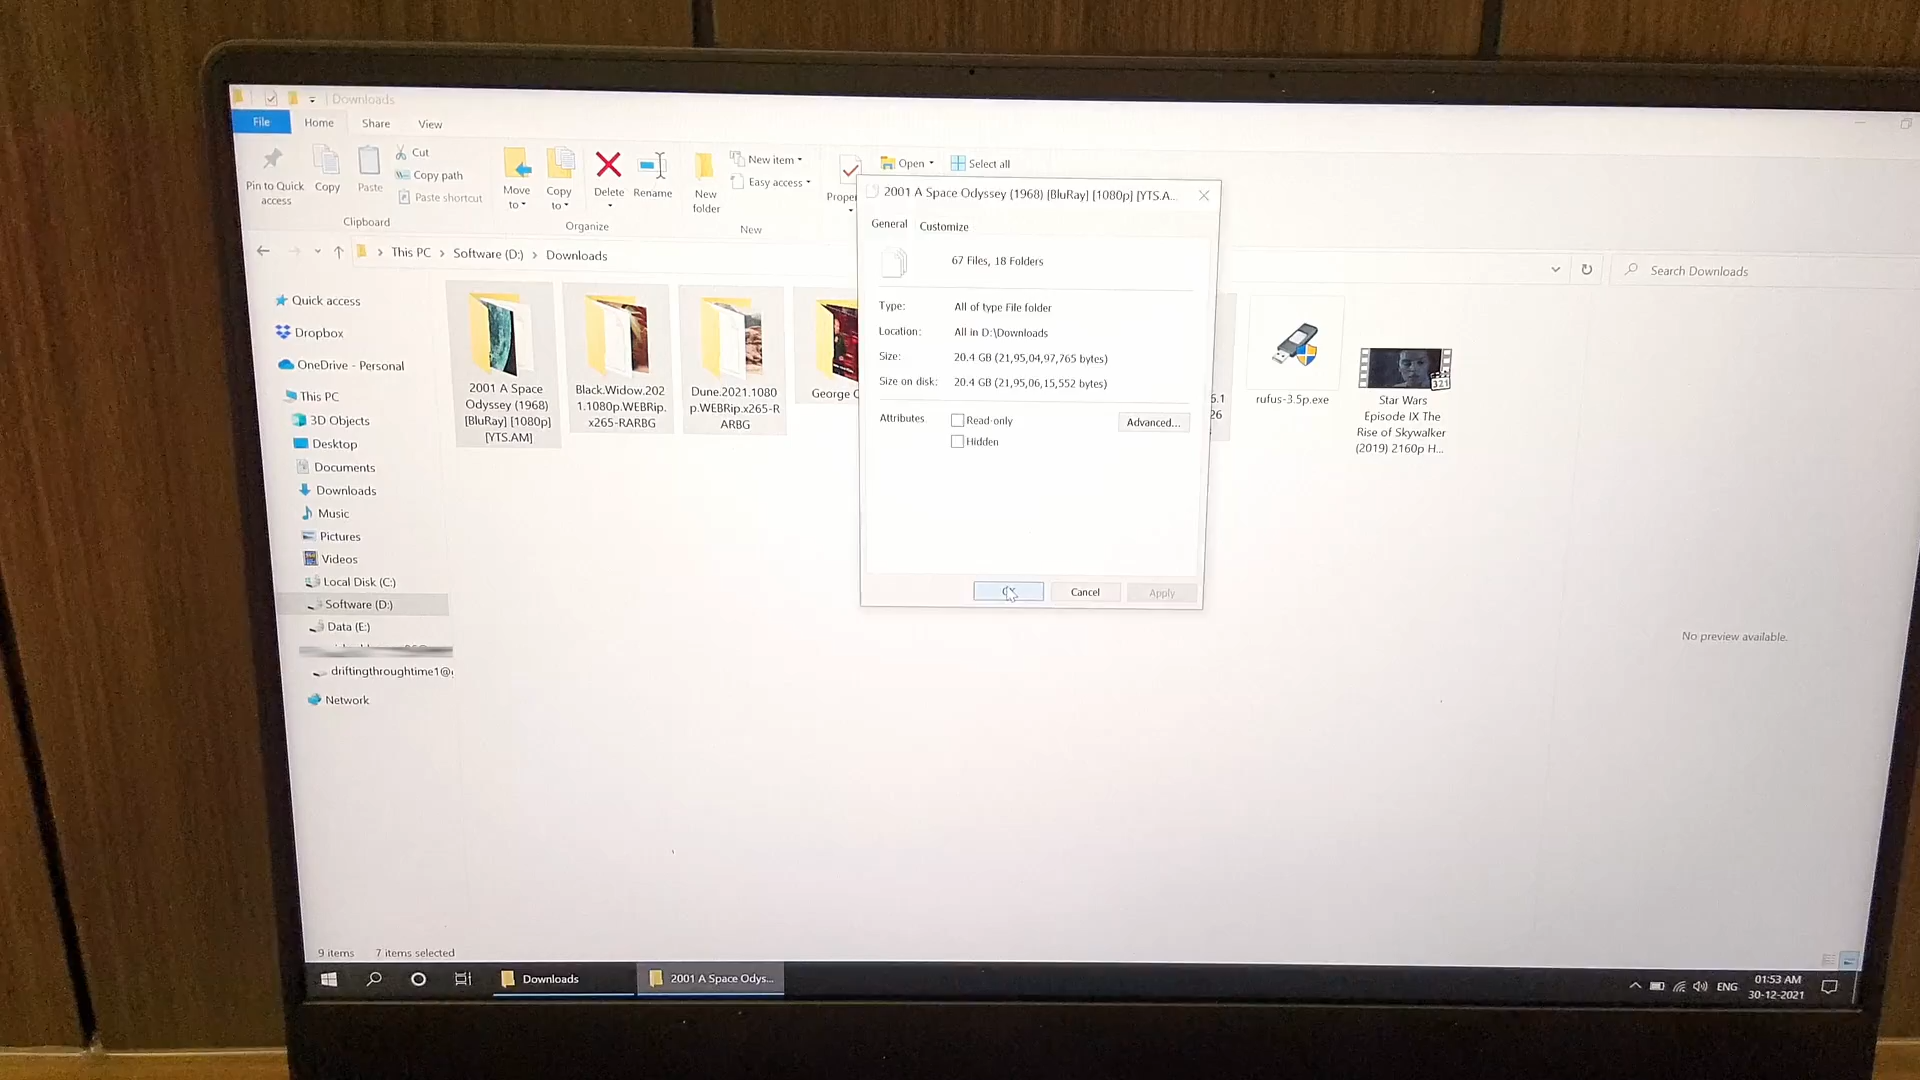 Downloads
File Home Share View
Pin to Quick access
Copy
Paste
Cut
Copy path
Paste shortcut
Clipboard
Move to
Copy to
Delete
Rename
Organize
New folder
New item
Easy access
New
Open
Select all
This PC > Software (D:) > Downloads
Search Downloads
Quick access
Dropbox
OneDrive - Personal
This PC
3D Objects
Desktop
Documents
Downloads
Music
Pictures
Videos
Local Disk (C:)
Software (D:)
Data (E:)
driftingthroughtime1@
Network
2001 A Space
Odyssey (1968)
[BluRay] [1080p]
[YTS.AM]
Black.Widow.202
1.1080p.WEBRip.
x265-RARBG
Dune.2021.1080
p.WEBRip.x265-R
ARBG
George
rufus-3.5p.exe
Star Wars
Episode IX The
Rise of Skywalker
(2019) 2160p H...
321
2001 A Space Odyssey (1968) [BluRay] [1080p] [YTS.A...
General Customize
67 Files, 18 Folders
Type: All of type File folder
Location: All in D:\Downloads
Size: 20.4 GB (21,95,04,97,765 bytes)
Size on disk: 20.4 GB (21,95,06,15,552 bytes)
Attributes Read-only Advanced...
Hidden
Cancel Apply
No preview available.
9 items 7 items selected
Downloads
2001 A Space Odys...
ENG
01:53 AM
30-12-2021